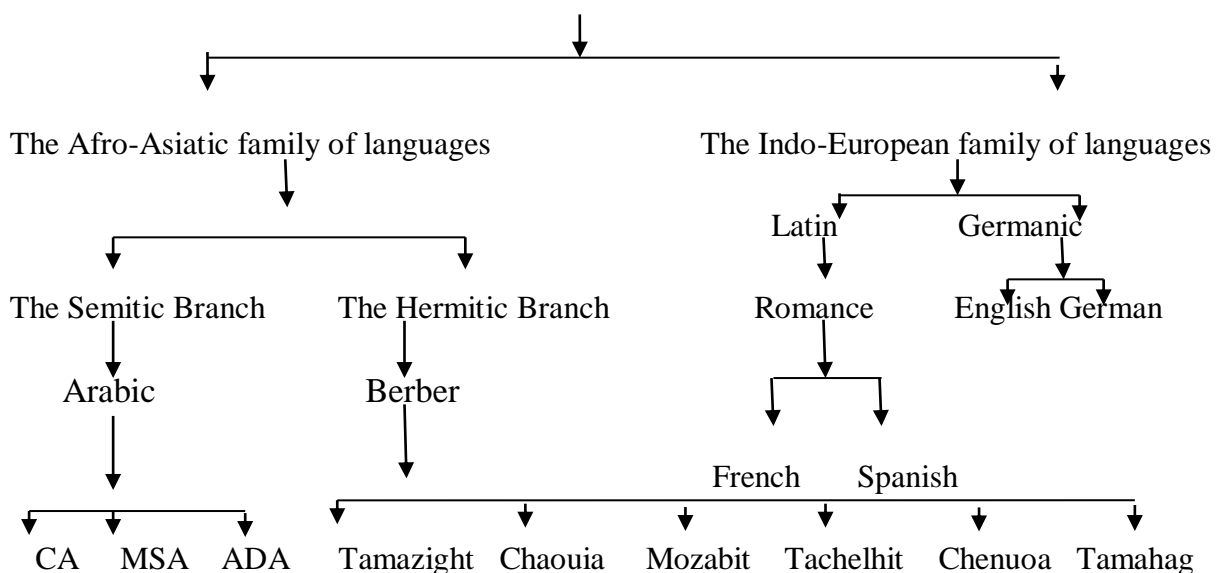 The Afro-Asiatic family of languages The Indo-European family of languages
Latin Germanic
The Semitic Branch The Hermitic Branch Romance English German
Arabic Berber
French Spanish
CA MSA ADA Tamazight Chaouia Mozabit Tachelhit Chenuoa Tamahag